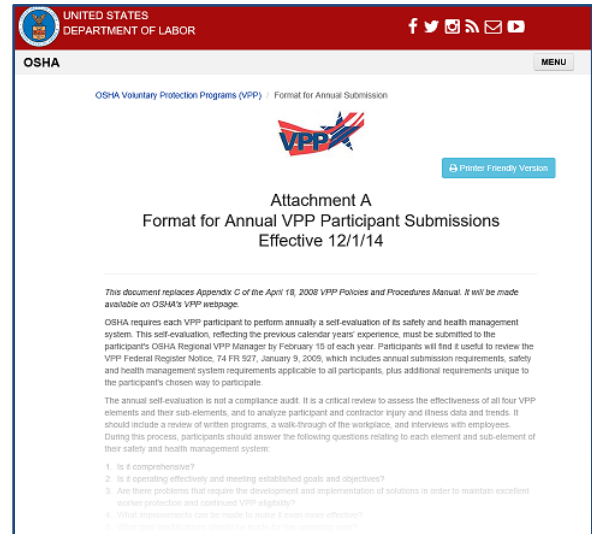 UNITED STATES
DEPARTMENT OF LABOR
OSHA
MENU
OSHA Voluntary Protection Programs (VPP) / Format for Annual Submission
VPP
Printer Friendly Version
Attachment A
Format for Annual VPP Participant Submissions
Effective 12/1/14
This document replaces Appendix C of the April 18, 2008 VPP Policies and Procedures Manual. It will be made
available on OSHA's VPP webpage.
OSHA requires each VPP participant to perform annually a self-evaluation of its safety and health management
system. This self-evaluation, reflecting the previous calendar years' experience, must be submitted to the
participant's OSHA Regional VPP Manager by February 15 of each year. Participants will find it useful to review the
VPP Federal Register Notice, 74 FR 927, January 9, 2009, which includes annual submission requirements, safety
and health management system requirements applicable to all participants, plus additional requirements unique to
the participant's chosen way to participate.
The annual self-evaluation is not a compliance audit. It is a critical review to assess the effectiveness of all four VPP
elements and their sub-elements, and to analyze participant and contractor injury and illness data and trends. It
should include a review of written programs, a walk-through of the workplace, and interviews with employees.
During this process, participants should answer the following questions relating to each element and sub-element of
their safety and health management system:
1. Is it comprehensive?
2. Is it operating effectively and meeting established goals and objectives?
3. Are there problems that require the development and implementation of solutions in order to maintain excellent
worker protection and continued VPP eligibility?
4. What improvements can be made to make it even more effective?